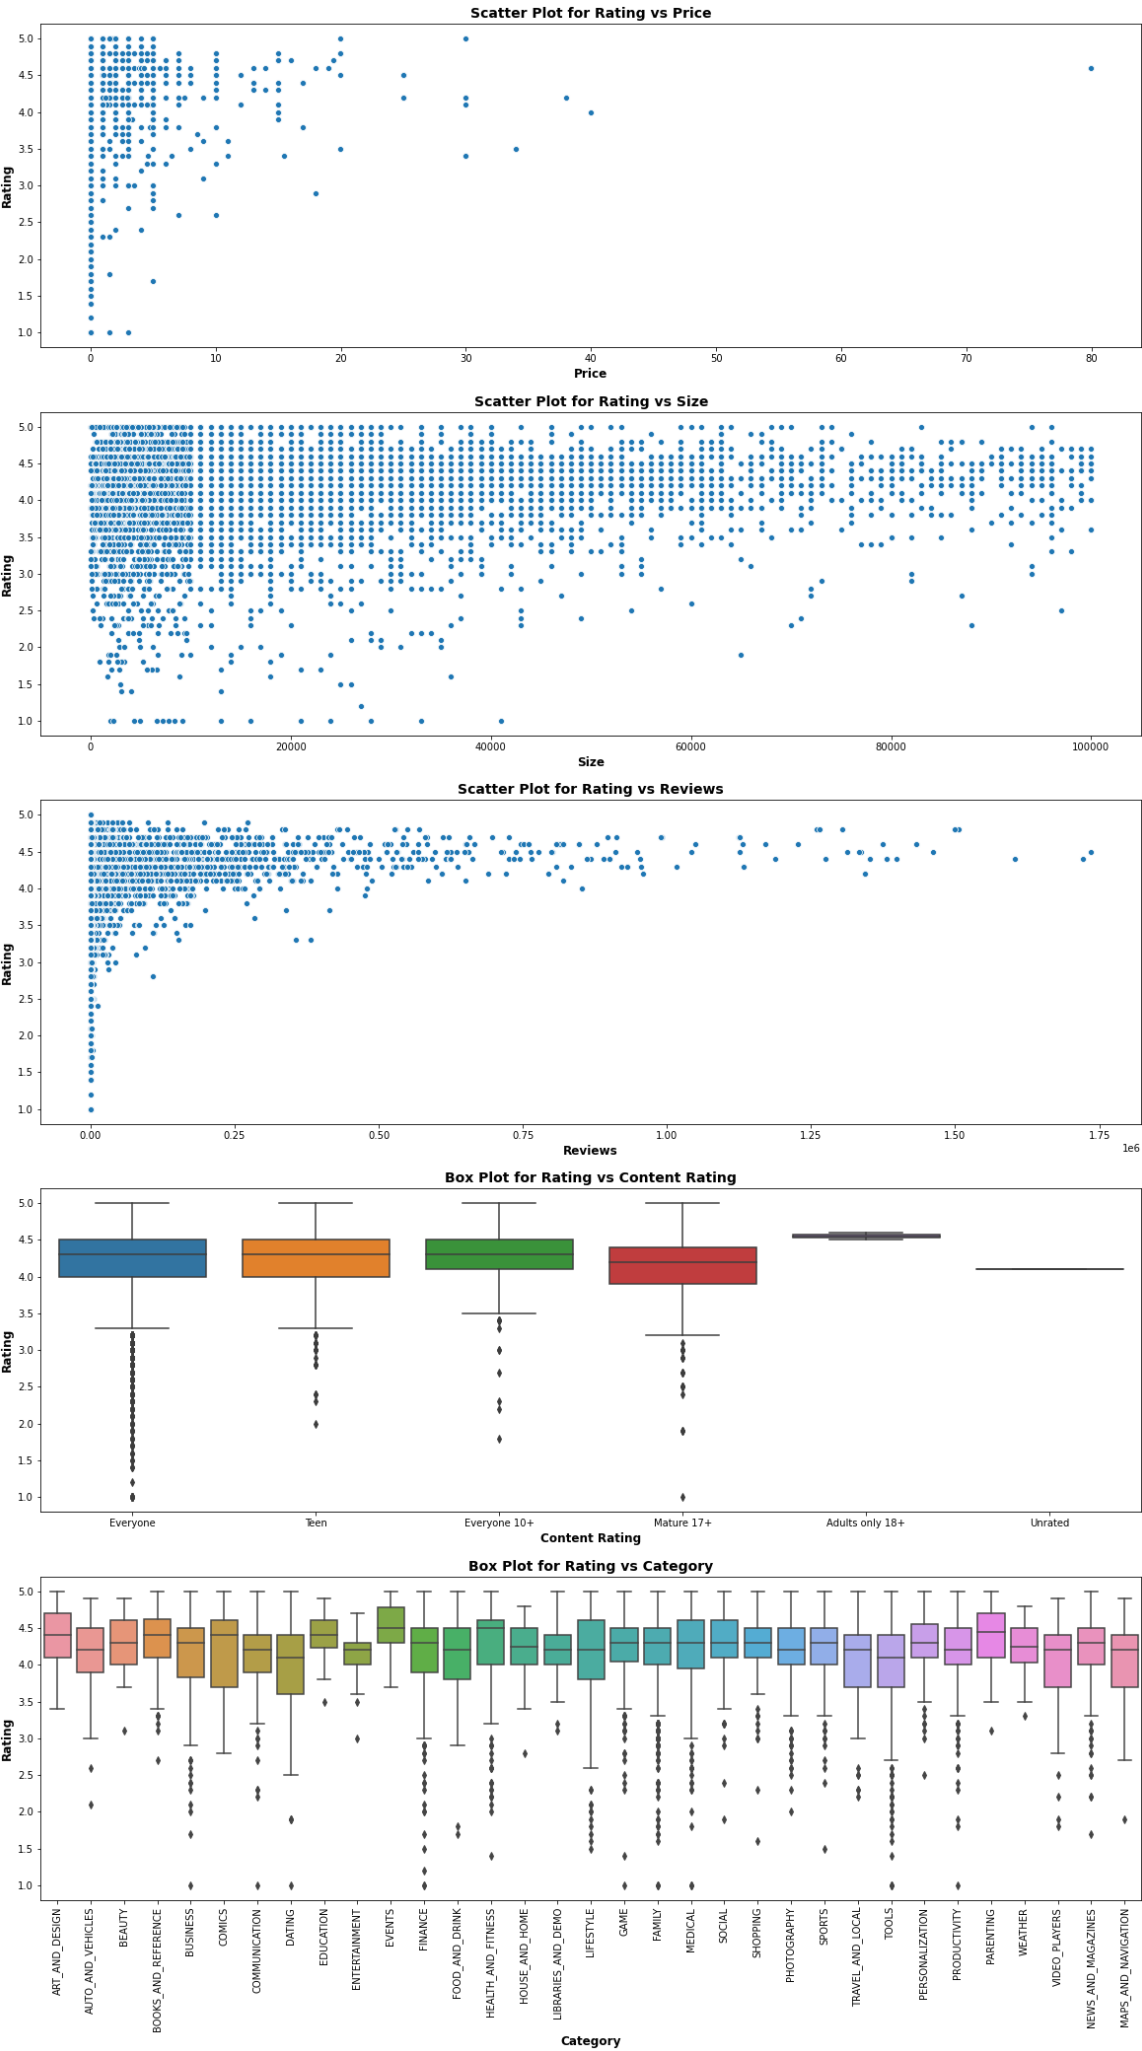 Scatter Plot for Rating vs Price
5.0
4.5
4.0
3.5
3.0
2.5
2.0
1.5
1.0
Rating
0 10 20 30 40 50 60 70 80
Price
Scatter Plot for Rating vs Size
5.0
4.5
4.0
3.5
3.0
2.5
2.0
1.5
1.0
Rating
0 20000 40000 60000 80000 100000
Size
Scatter Plot for Rating vs Reviews
5.0
4.5
4.0
3.5
3.0
2.5
2.0
1.5
1.0
Rating
0.00 0.25 0.50 0.75 1.00 1.25 1.50 1.75
1e6
Reviews
Box Plot for Rating vs Content Rating
5.0
4.5
4.0
3.5
3.0
2.5
2.0
1.5
1.0
Rating
Everyone Teen Everyone 10+ Mature 17+ Adults only 18+ Unrated
Content Rating
Box Plot for Rating vs Category
5.0
4.5
4.0
3.5
3.0
2.5
2.0
1.5
1.0
Rating
ART_AND_DESIGN
AUTO_AND_VEHICLES
BEAUTY
BOOKS_AND_REFERENCE
BUSINESS
COMICS
COMMUNICATION
DATING
EDUCATION
ENTERTAINMENT
EVENTS
FINANCE
FOOD_AND_DRINK
HEALTH_AND_FITNESS
HOUSE_AND_HOME
LIBRARIES_AND_DEMO
LIFESTYLE
GAME
FAMILY
MEDICAL
SOCIAL
SHOPPING
PHOTOGRAPHY
SPORTS
TRAVEL_AND_LOCAL
TOOLS
PERSONALIZATION
PRODUCTIVITY
PARENTING
WEATHER
VIDEO_PLAYERS
NEWS_AND_MAGAZINES
MAPS_AND_NAVIGATION
Category